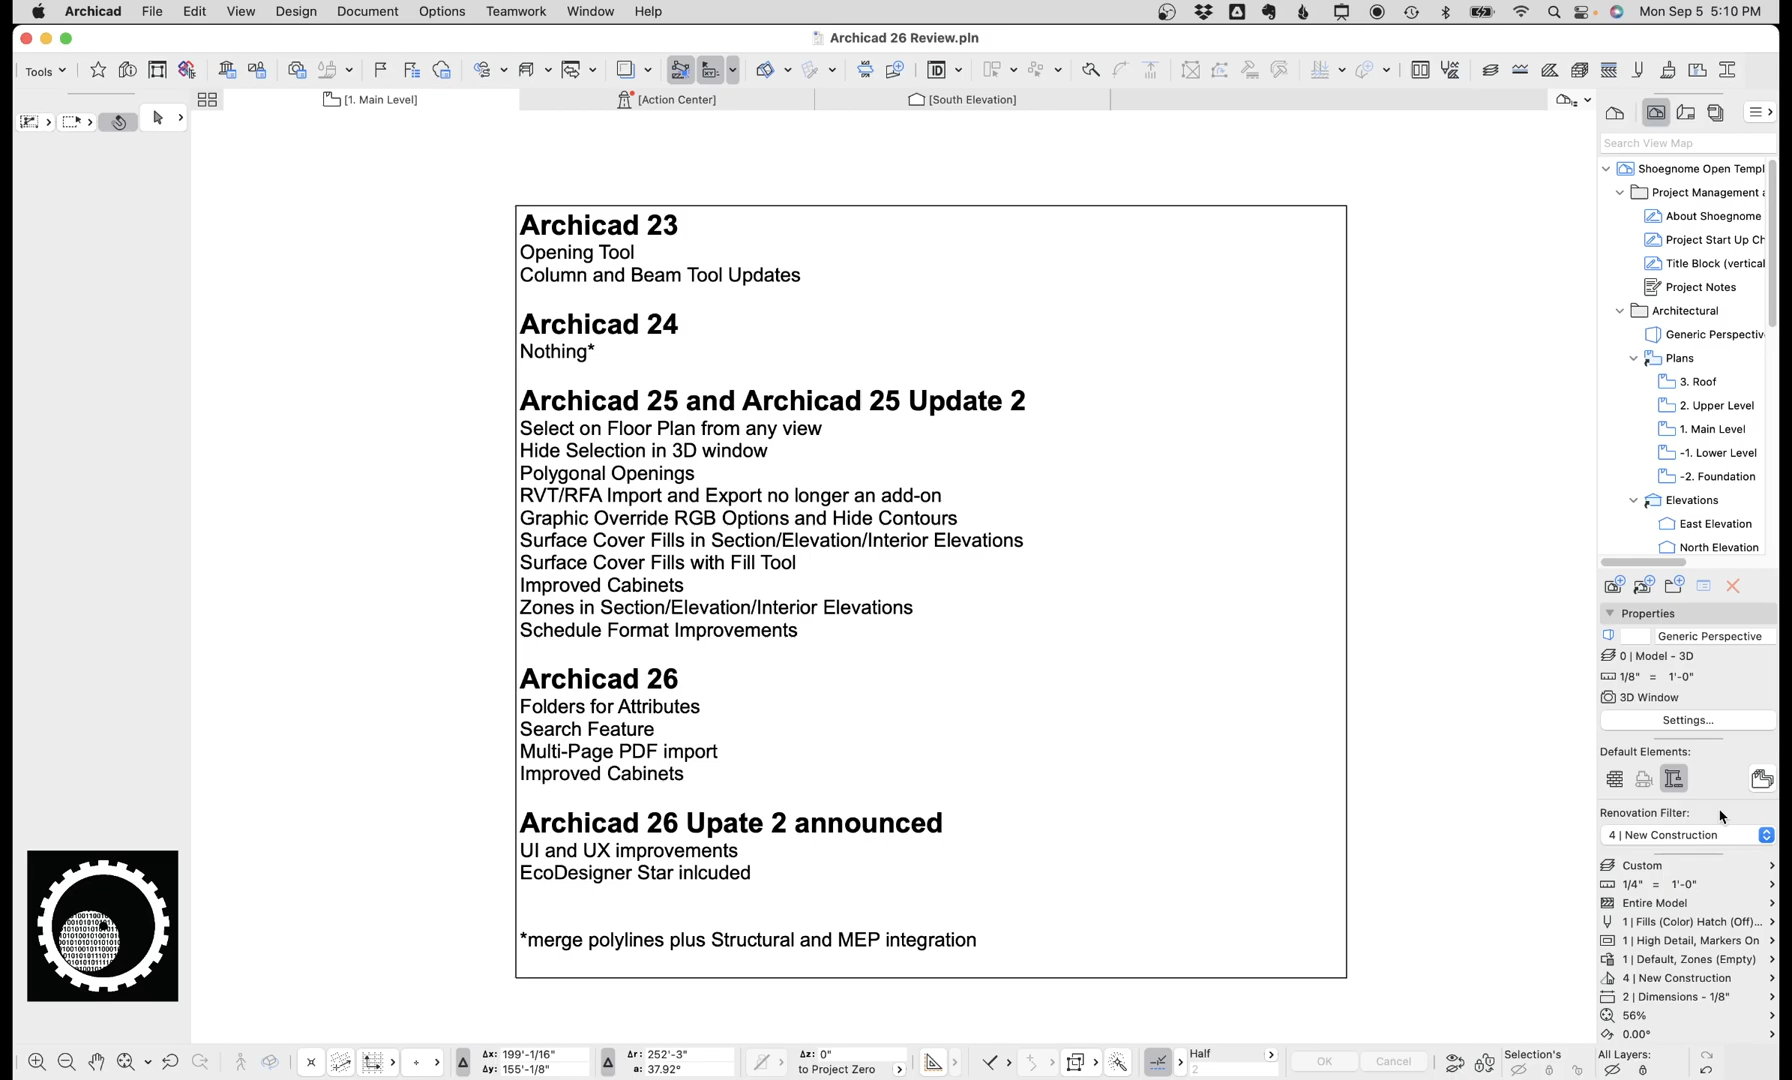 Archicad File Edit View Design Document Options Teamwork Window Help Mon Sep 5 5:10 PM
Archicad 26 Review.pln
Tools
[1. Main Level] [Action Center] [South Elevation]
Search View Map
Shoegnome Open Templ
Project Management a
About Shoegnome
Project Start Up Ch
Title Block (vertical
Project Notes
Architectural
Generic Perspectiv
Plans
3. Roof
2. Upper Level
1. Main Level
-1. Lower Level
-2. Foundation
Elevations
East Elevation
North Elevation
Properties
Generic Perspective
0 | Model - 3D
1/8" = 1'-0"
3D Window
Settings...
Default Elements:
Renovation Filter:
4 | New Construction
Custom
1/4" = 1'-0"
Entire Model
1 | Fills (Color) Hatch (Off)...
1 | High Detail, Markers On
1 | Default, Zones (Empty)
4 | New Construction
2 | Dimensions - 1/8"
56%
0.00°
Archicad 23
Opening Tool
Column and Beam Tool Updates
Archicad 24
Nothing*
Archicad 25 and Archicad 25 Update 2
Select on Floor Plan from any view
Hide Selection in 3D window
Polygonal Openings
RVT/RFA Import and Export no longer an add-on
Graphic Override RGB Options and Hide Contours
Surface Cover Fills in Section/Elevation/Interior Elevations
Surface Cover Fills with Fill Tool
Improved Cabinets
Zones in Section/Elevation/Interior Elevations
Schedule Format Improvements
Archicad 26
Folders for Attributes
Search Feature
Multi-Page PDF import
Improved Cabinets
Archicad 26 Upate 2 announced
UI and UX improvements
EcoDesigner Star inlcuded
*merge polylines plus Structural and MEP integration
Δx: 199'-1/16"
Δy: 155'-1/8"
Δr: 252'-3"
a: 37.92°
Δz: 0"
to Project Zero
Half
2
OK Cancel
Selection's
All Layers: